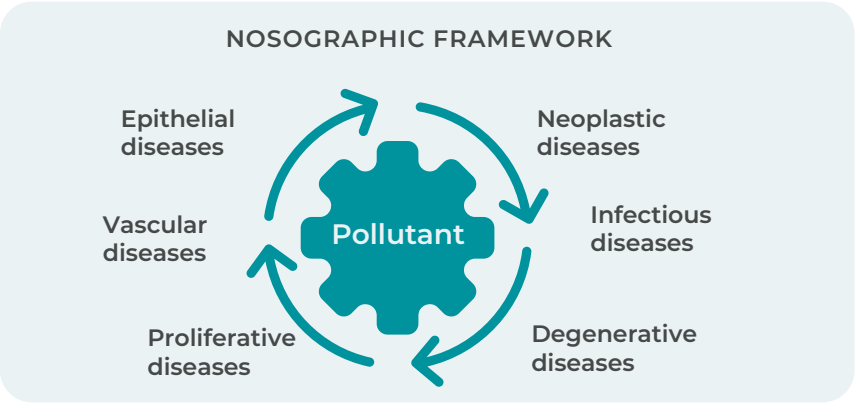 NOSOGRAPHIC FRAMEWORK
Epithelial
diseases
Neoplastic
diseases
Vascular
diseases
Pollutant
Infectious
diseases
Proliferative
diseases
Degenerative
diseases